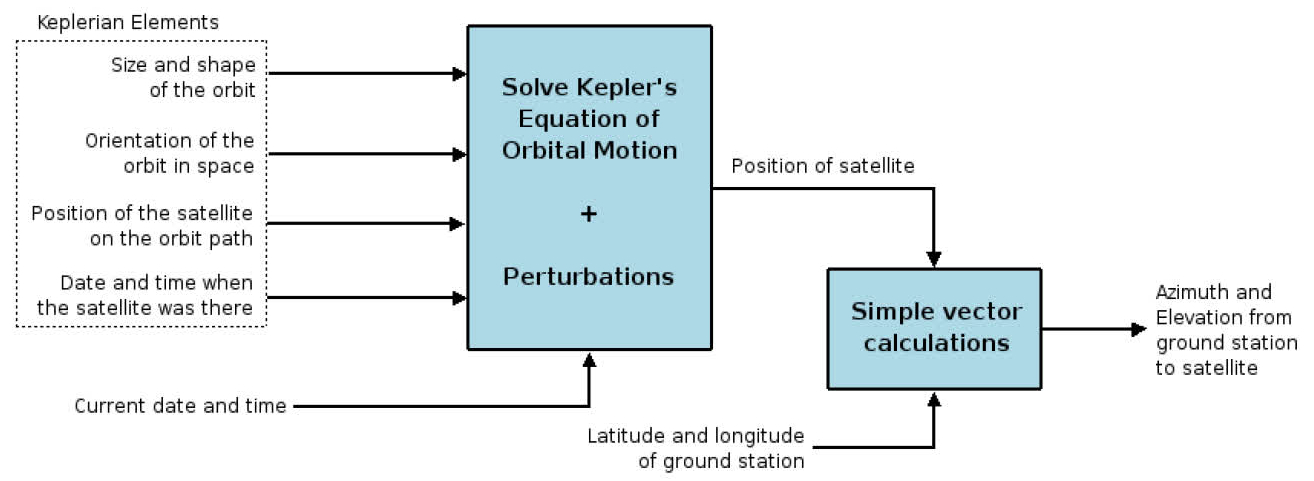 Keplerian Elements
Size and shape
of the orbit
Orientation of the
orbit in space
Position of the satellite
on the orbit path
Date and time when
the satellite was there
Current date and time
Solve Kepler's
Equation of
Orbital Motion
+
Perturbations
Position of satellite
Simple vector
calculations
Latitude and longitude
of ground station
Azimuth and
Elevation from
ground station
to satellite